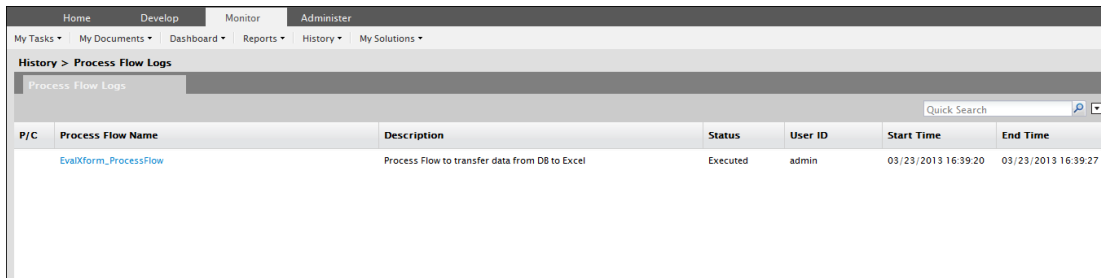 Home Develop Monitor Administer
My Tasks My Documents Dashboard Reports History My Solutions
History > Process Flow Logs
Process Flow Logs
Quick Search
P/C Process Flow Name Description Status User ID Start Time End Time
EvalXform_ProcessFlow Process Flow to transfer data from DB to Excel Executed admin 03/23/2013 16:39:20 03/23/2013 16:39:27